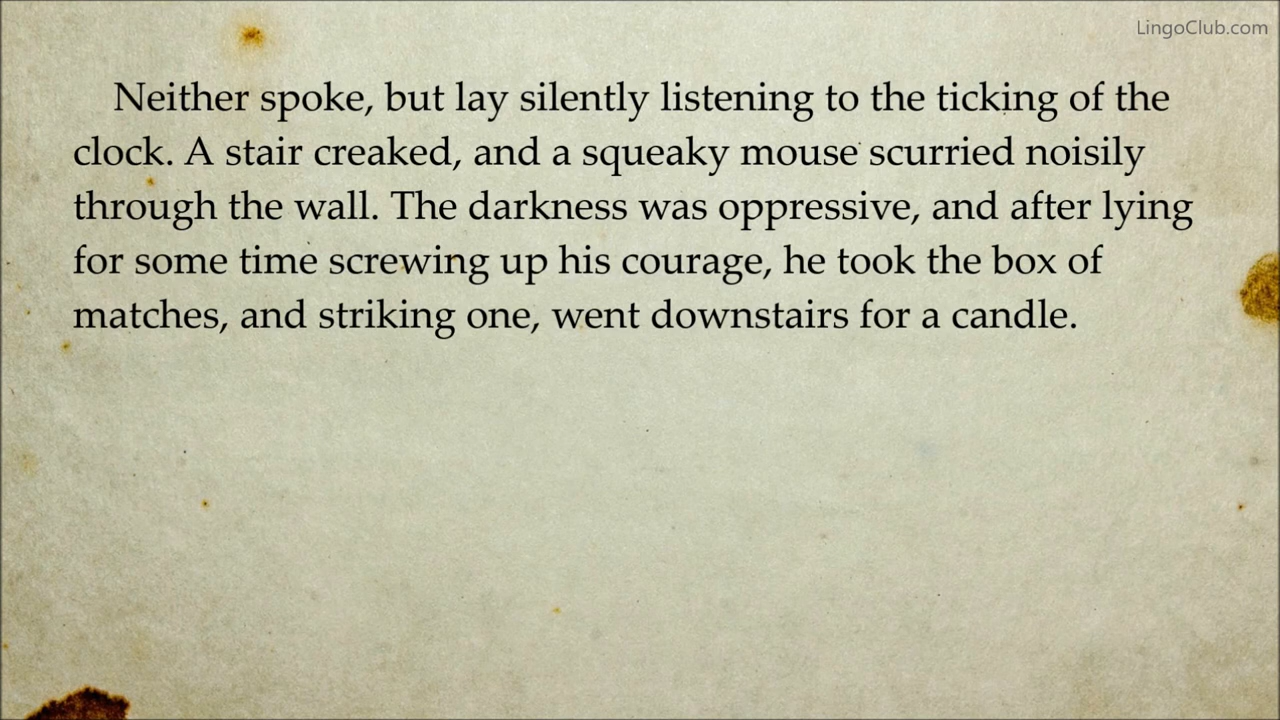 LingoClub.com
Neither spoke, but lay silently listening to the ticking of the
clock. A stair creaked, and a squeaky mouse scurried noisily
through the wall. The darkness was oppressive, and after lying
for some time screwing up his courage, he took the box of
matches, and striking one, went downstairs for a candle.